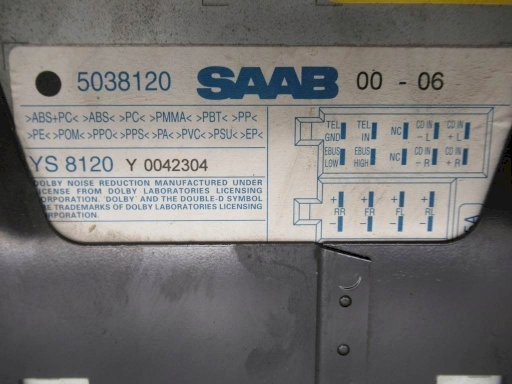 5038120 SAAB 00 - 06
>ABS+PC< >ABS< >PC< >PMMA< >PBT< >PP<
>PE< >POM< >PPO< >PPS< >PA< >PVC< >PSU< >EP<
YS 8120 Y 0042304
DOLBY NOISE REDUCTION MANUFACTURED UNDER
LICENSE FROM DOLBY LABORATORIES LICENSING
CORPORATION. DOLBY AND THE DOUBLE-D SYMBOL
ARE TRADEMARKS OF DOLBY LABORATORIES LICENSING
CORPORATION.
TEL GND TEL IN NC CD IN - L CD IN + L
EBUS LOW EBUS HIGH NC CD IN - R CD IN + R
+ + + +
RR FR FL RL
- - - -